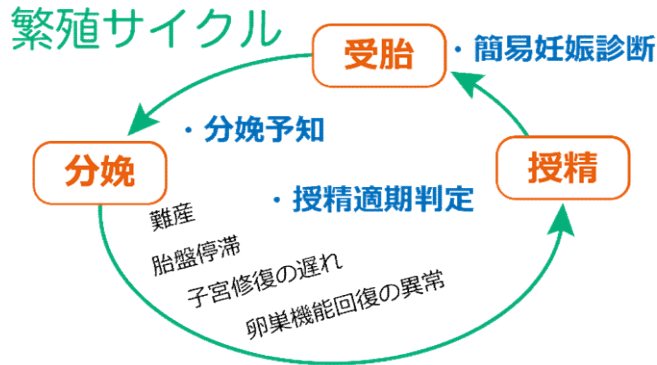 繁殖サイクル
受胎
・簡易妊娠診断
・分娩予知
分娩
授精
・授精適期判定
難産
胎盤停滞
子宮修復の遅れ
卵巣機能回復の異常